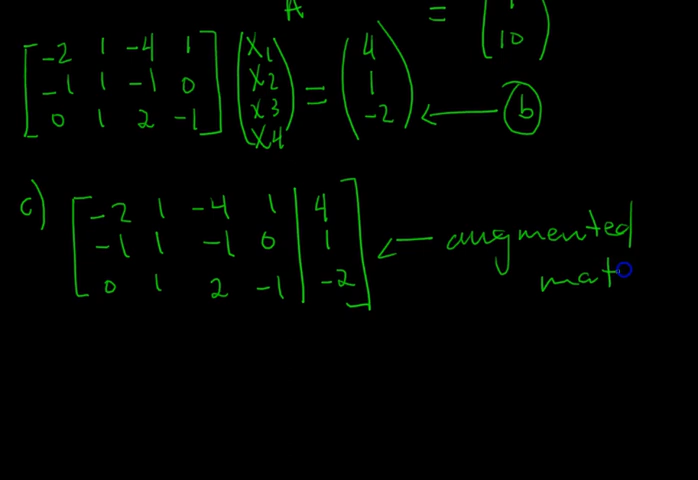 A = ( 10 )
[ -2 1 -4 1 ] ( x1 ) ( 4 )
[ -1 1 -1 0 ] ( x2 ) = ( 1 )
[ 0 1 2 -1 ] ( x3 ) ( -2 ) ← b
( x4 )
c) [ -2 1 -4 1 | 4 ]
[ -1 1 -1 0 | 1 ] ← augmented
[ 0 1 2 -1 | -2 ] mat